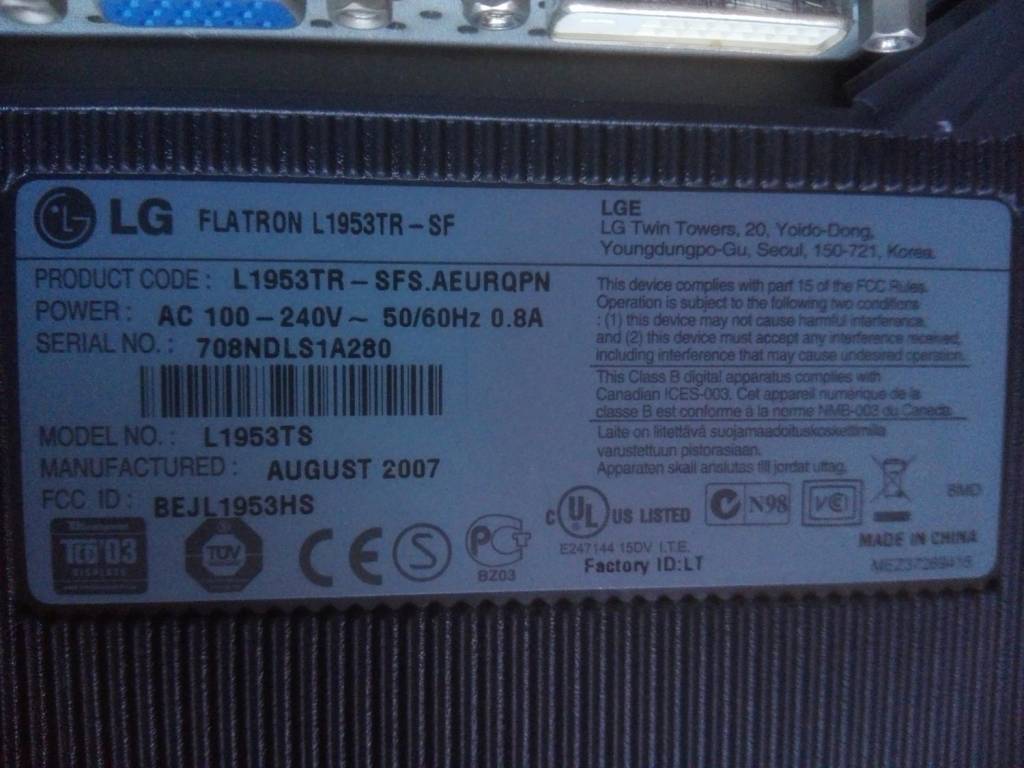 LG FLATRON L1953TR-SF
LGE
LG Twin Towers, 20, Yoido-Dong,
Youngdungpo-Gu, Seoul, 150-721, Korea.
PRODUCT CODE : L1953TR-SFS.AEURQPN
POWER : AC 100-240V~ 50/60Hz 0.8A
SERIAL NO. : 708NDLS1A280
MODEL NO. : L1953TS
MANUFACTURED : AUGUST 2007
FCC ID : BEJL1953HS
This device complies with part 15 of the FCC Rules.
Operation is subject to the following two conditions
: (1) this device may not cause harmful interference,
and (2) this device must accept any interference received,
including interference that may cause undesired operation.
This Class B digital apparatus complies with
Canadian ICES-003. Cet appareil numérique de la
classe B est conforme à la norme NMB-003 du Canada.
Laite on liitettävä suojamaadoituskoskettimilla
varustettuun pistorasiaan.
Apparaten skall anslutas till jordat uttag.
TCO'03
DISPLAYS
TÜV
CE
S
PCT
BZ03
c UL US LISTED
E247144 15DV I.T.E.
Factory ID:LT
N98
VCI
BMD
MADE IN CHINA